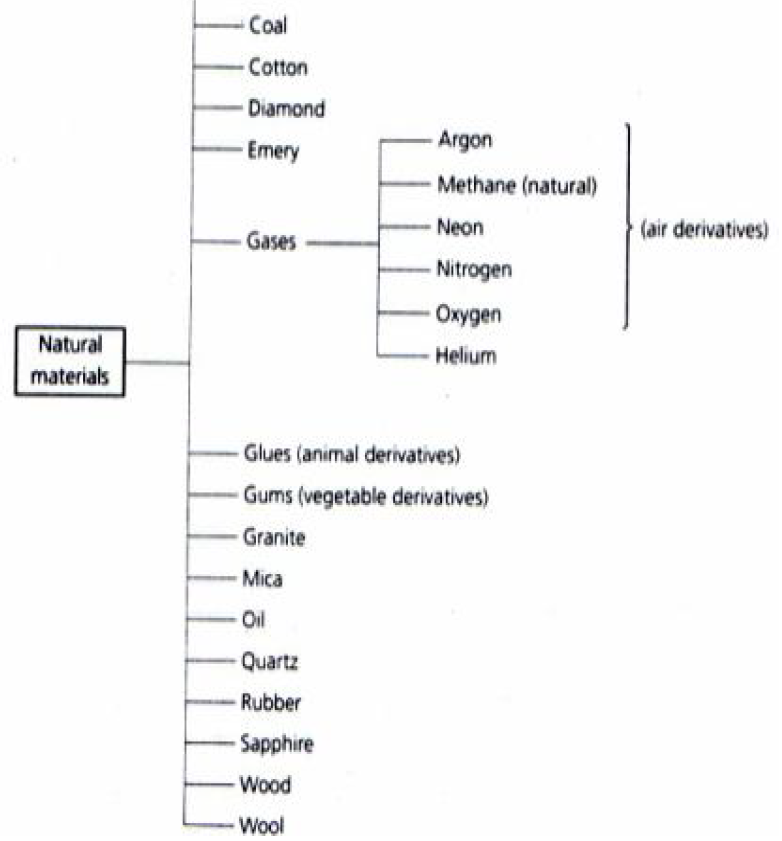 Coal
Cotton
Diamond
Emery
Gases
Argon
Methane (natural)
Neon
Nitrogen
Oxygen
Helium
(air derivatives)
Natural
materials
Glues (animal derivatives)
Gums (vegetable derivatives)
Granite
Mica
Oil
Quartz
Rubber
Sapphire
Wood
Wool